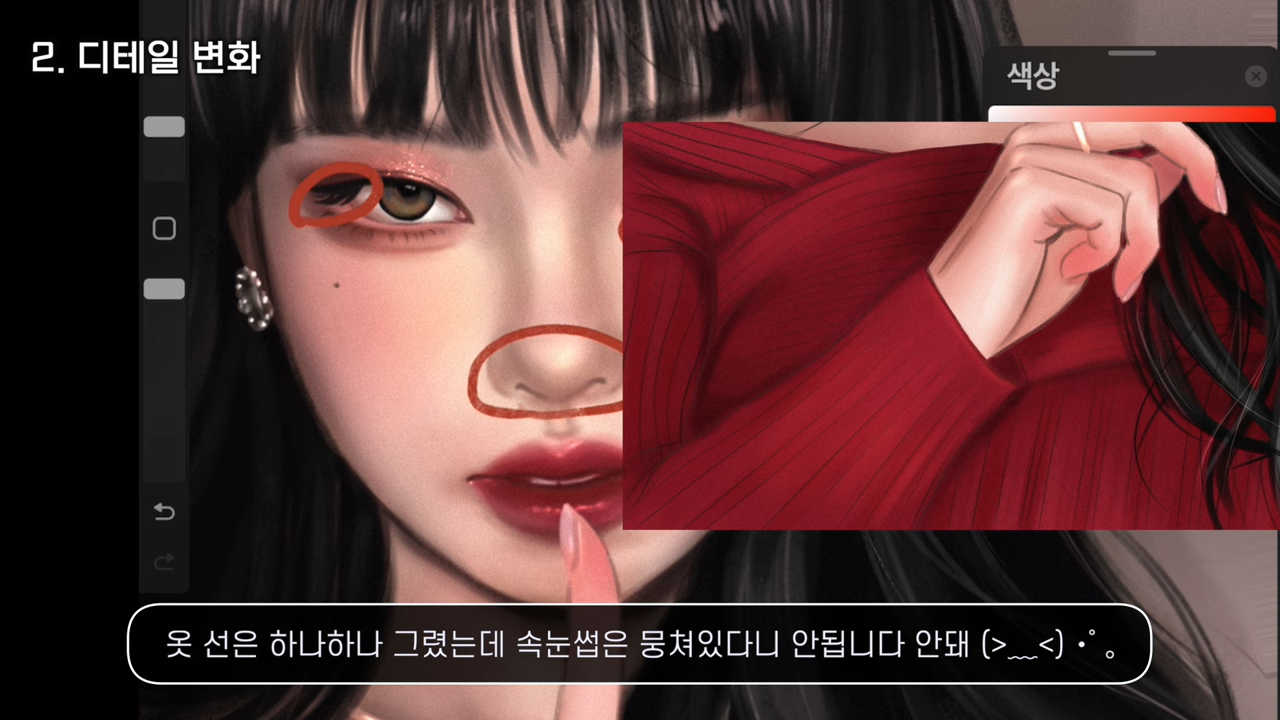 2. 디테일 변화
색상
옷 선은 하나하나 그렸는데 속눈썹은 뭉쳐있다니 안됩니다 안돼 (>﹏<)・゚。